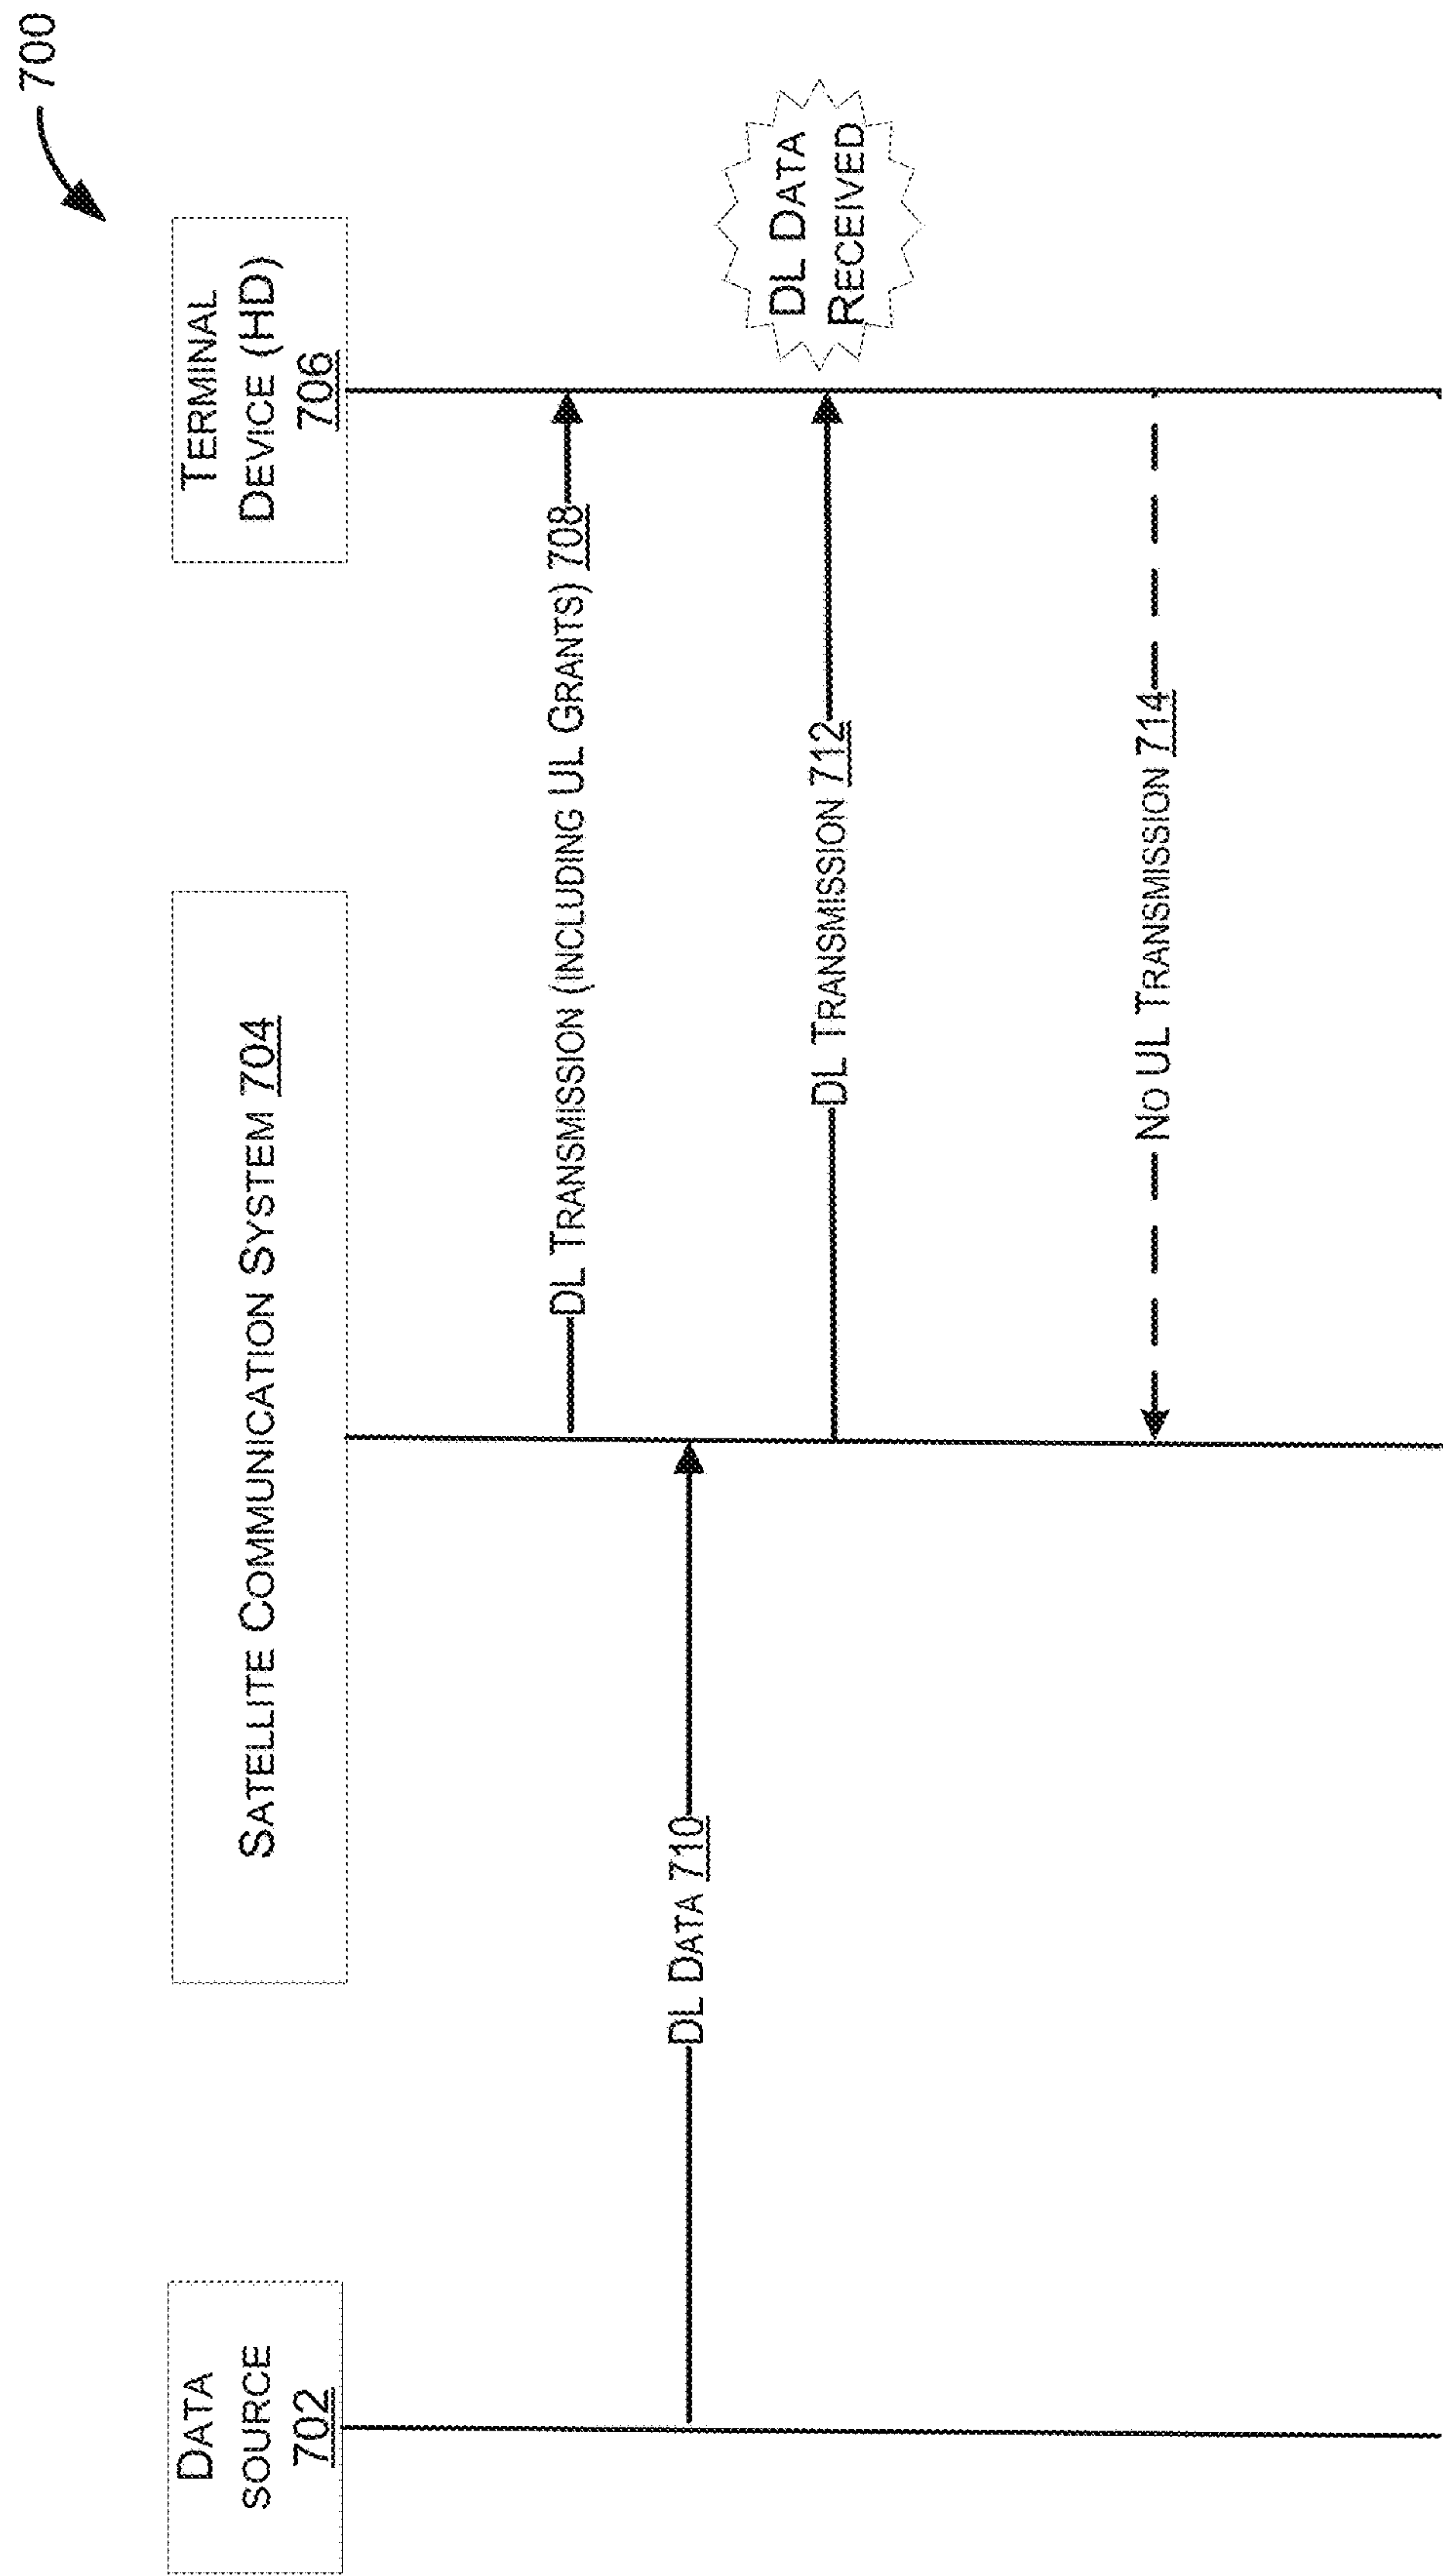 700
DATA
SOURCE
702
SATELLITE COMMUNICATION SYSTEM 704
TERMINAL
DEVICE (HD)
706
DL TRANSMISSION (INCLUDING UL GRANTS) 708
DL DATA 710
DL TRANSMISSION 712
DL DATA
RECEIVED
NO UL TRANSMISSION 714